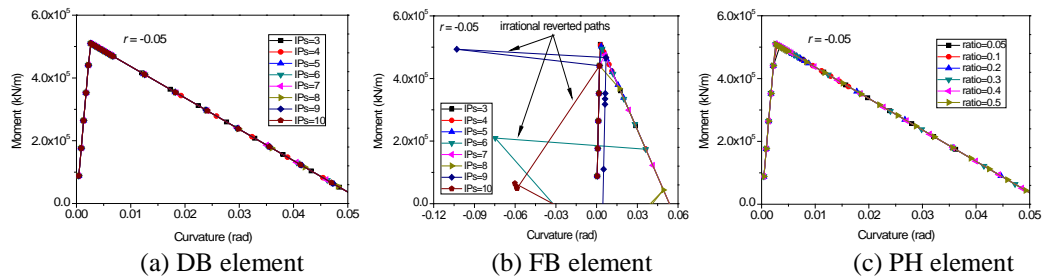 6.0x10⁵
4.0x10⁵
2.0x10⁵
0.0
Moment (kN/m)
r = -0.05
IPs=3
IPs=4
IPs=5
IPs=6
IPs=7
IPs=8
IPs=9
IPs=10
0.00 0.01 0.02 0.03 0.04 0.05
Curvature (rad)
(a) DB element
6.0x10⁵
4.0x10⁵
2.0x10⁵
0.0
Moment (kN/m)
r = -0.05
irrational reverted paths
IPs=3
IPs=4
IPs=5
IPs=6
IPs=7
IPs=8
IPs=9
IPs=10
-0.12 -0.09 -0.06 -0.03 0.00 0.03 0.06
Curvature (rad)
(b) FB element
6.0x10⁵
4.0x10⁵
2.0x10⁵
0.0
Moment (kN/m)
r = -0.05
ratio=0.05
ratio=0.1
ratio=0.2
ratio=0.3
ratio=0.4
ratio=0.5
0.00 0.01 0.02 0.03 0.04 0.05
Curvature (rad)
(c) PH element